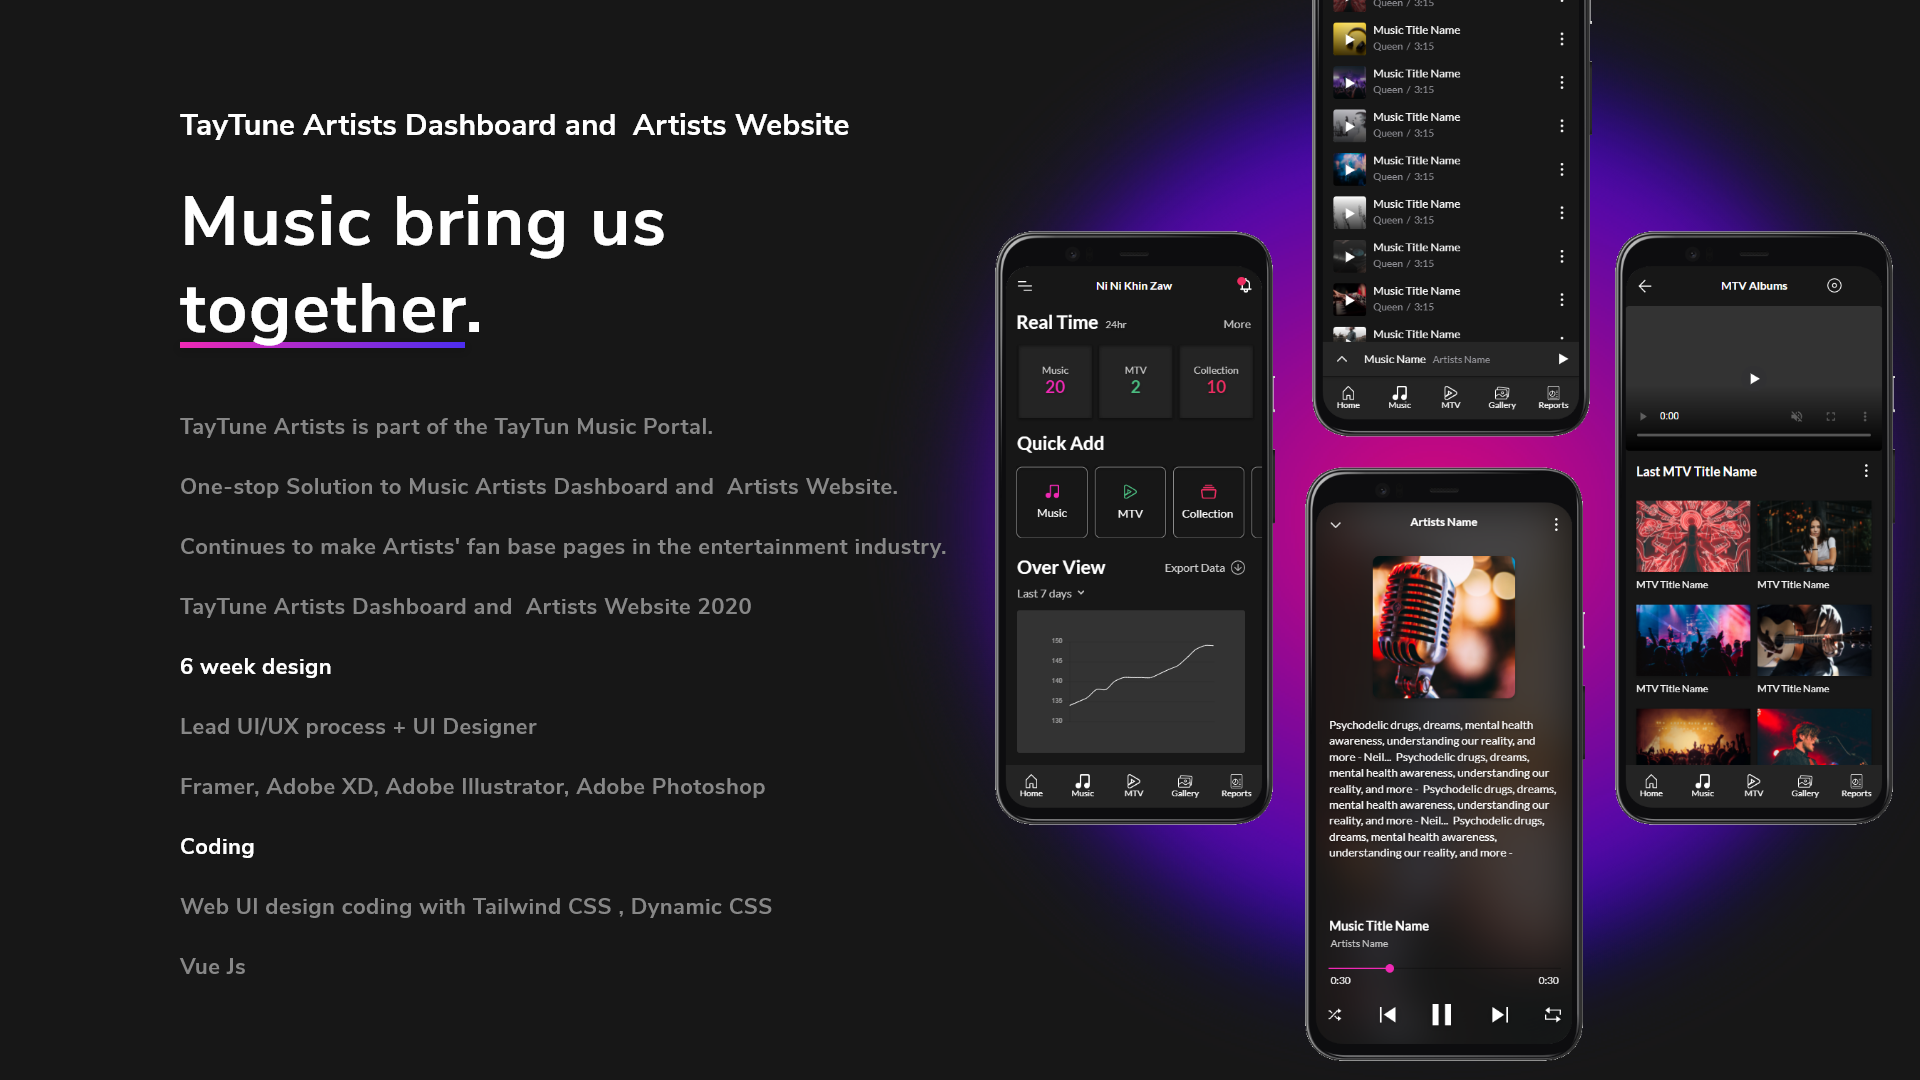 TayTune Artists Dashboard and  Artists Website
Music bring us
together.
TayTune Artists is part of the TayTun Music Portal.
One-stop Solution to Music Artists Dashboard and  Artists Website.
Continues to make Artists' fan base pages in the entertainment industry.
TayTune Artists Dashboard and  Artists Website 2020
6 week design
Lead UI/UX process + UI Designer
Framer, Adobe XD, Adobe Illustrator, Adobe Photoshop
Coding
Web UI design coding with Tailwind CSS , Dynamic CSS
Vue Js
Ni Ni Khin Zaw
Real Time 24hr More
Music MTV Collection
20 2 10
Quick Add
Music MTV Collection
Over View Export Data
Last 7 days
150
145
140
135
130
Home Music MTV Gallery Reports
Queen / 3:15
Music Title Name
Queen / 3:15
Music Title Name
Queen / 3:15
Music Title Name
Queen / 3:15
Music Title Name
Queen / 3:15
Music Title Name
Queen / 3:15
Music Title Name
Queen / 3:15
Music Title Name
Queen / 3:15
Music Title Name
Music Name Artists Name
Home Music MTV Gallery Reports
Artists Name
Psychodelic drugs, dreams, mental health
awareness, understanding our reality, and
more - Neil...  Psychodelic drugs, dreams,
mental health awareness, understanding our
reality, and more -  Psychodelic drugs, dreams,
mental health awareness, understanding our
reality, and more - Neil...  Psychodelic drugs,
dreams, mental health awareness,
understanding our reality, and more -
Music Title Name
Artists Name
0:30 0:30
MTV Albums
0:00
Last MTV Title Name
MTV Title Name MTV Title Name
MTV Title Name MTV Title Name
Home Music MTV Gallery Reports